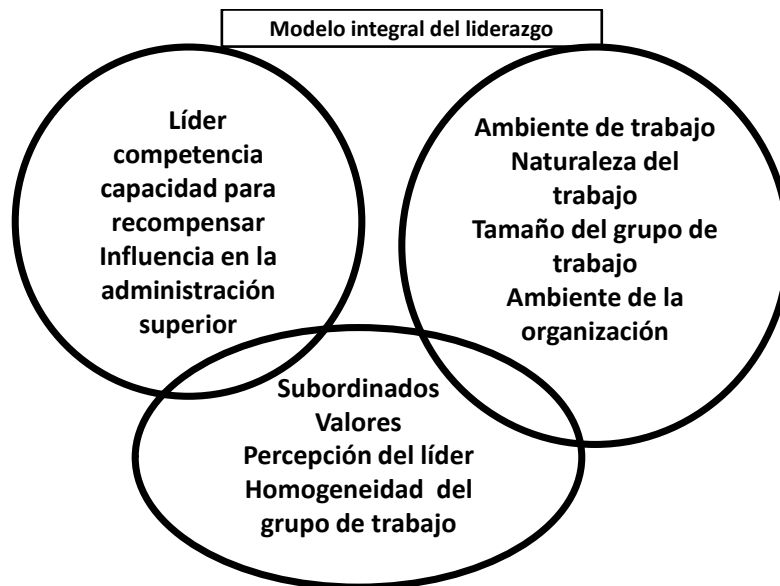 Modelo integral del liderazgo
Líder
competencia
capacidad para
recompensar
Influencia en la
administración
superior
Ambiente de trabajo
Naturaleza del
trabajo
Tamaño del grupo de
trabajo
Ambiente de la
organización
Subordinados
Valores
Percepción del líder
Homogeneidad del
grupo de trabajo